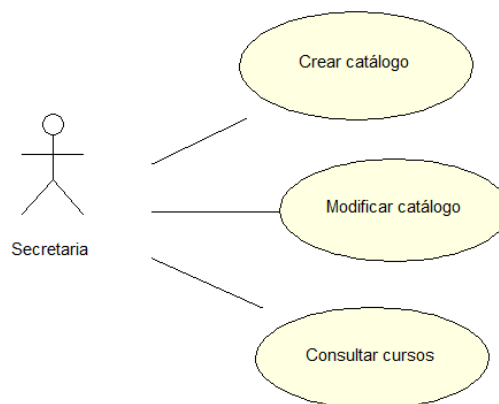 Crear catálogo
Modificar catálogo
Secretaria
Consultar cursos